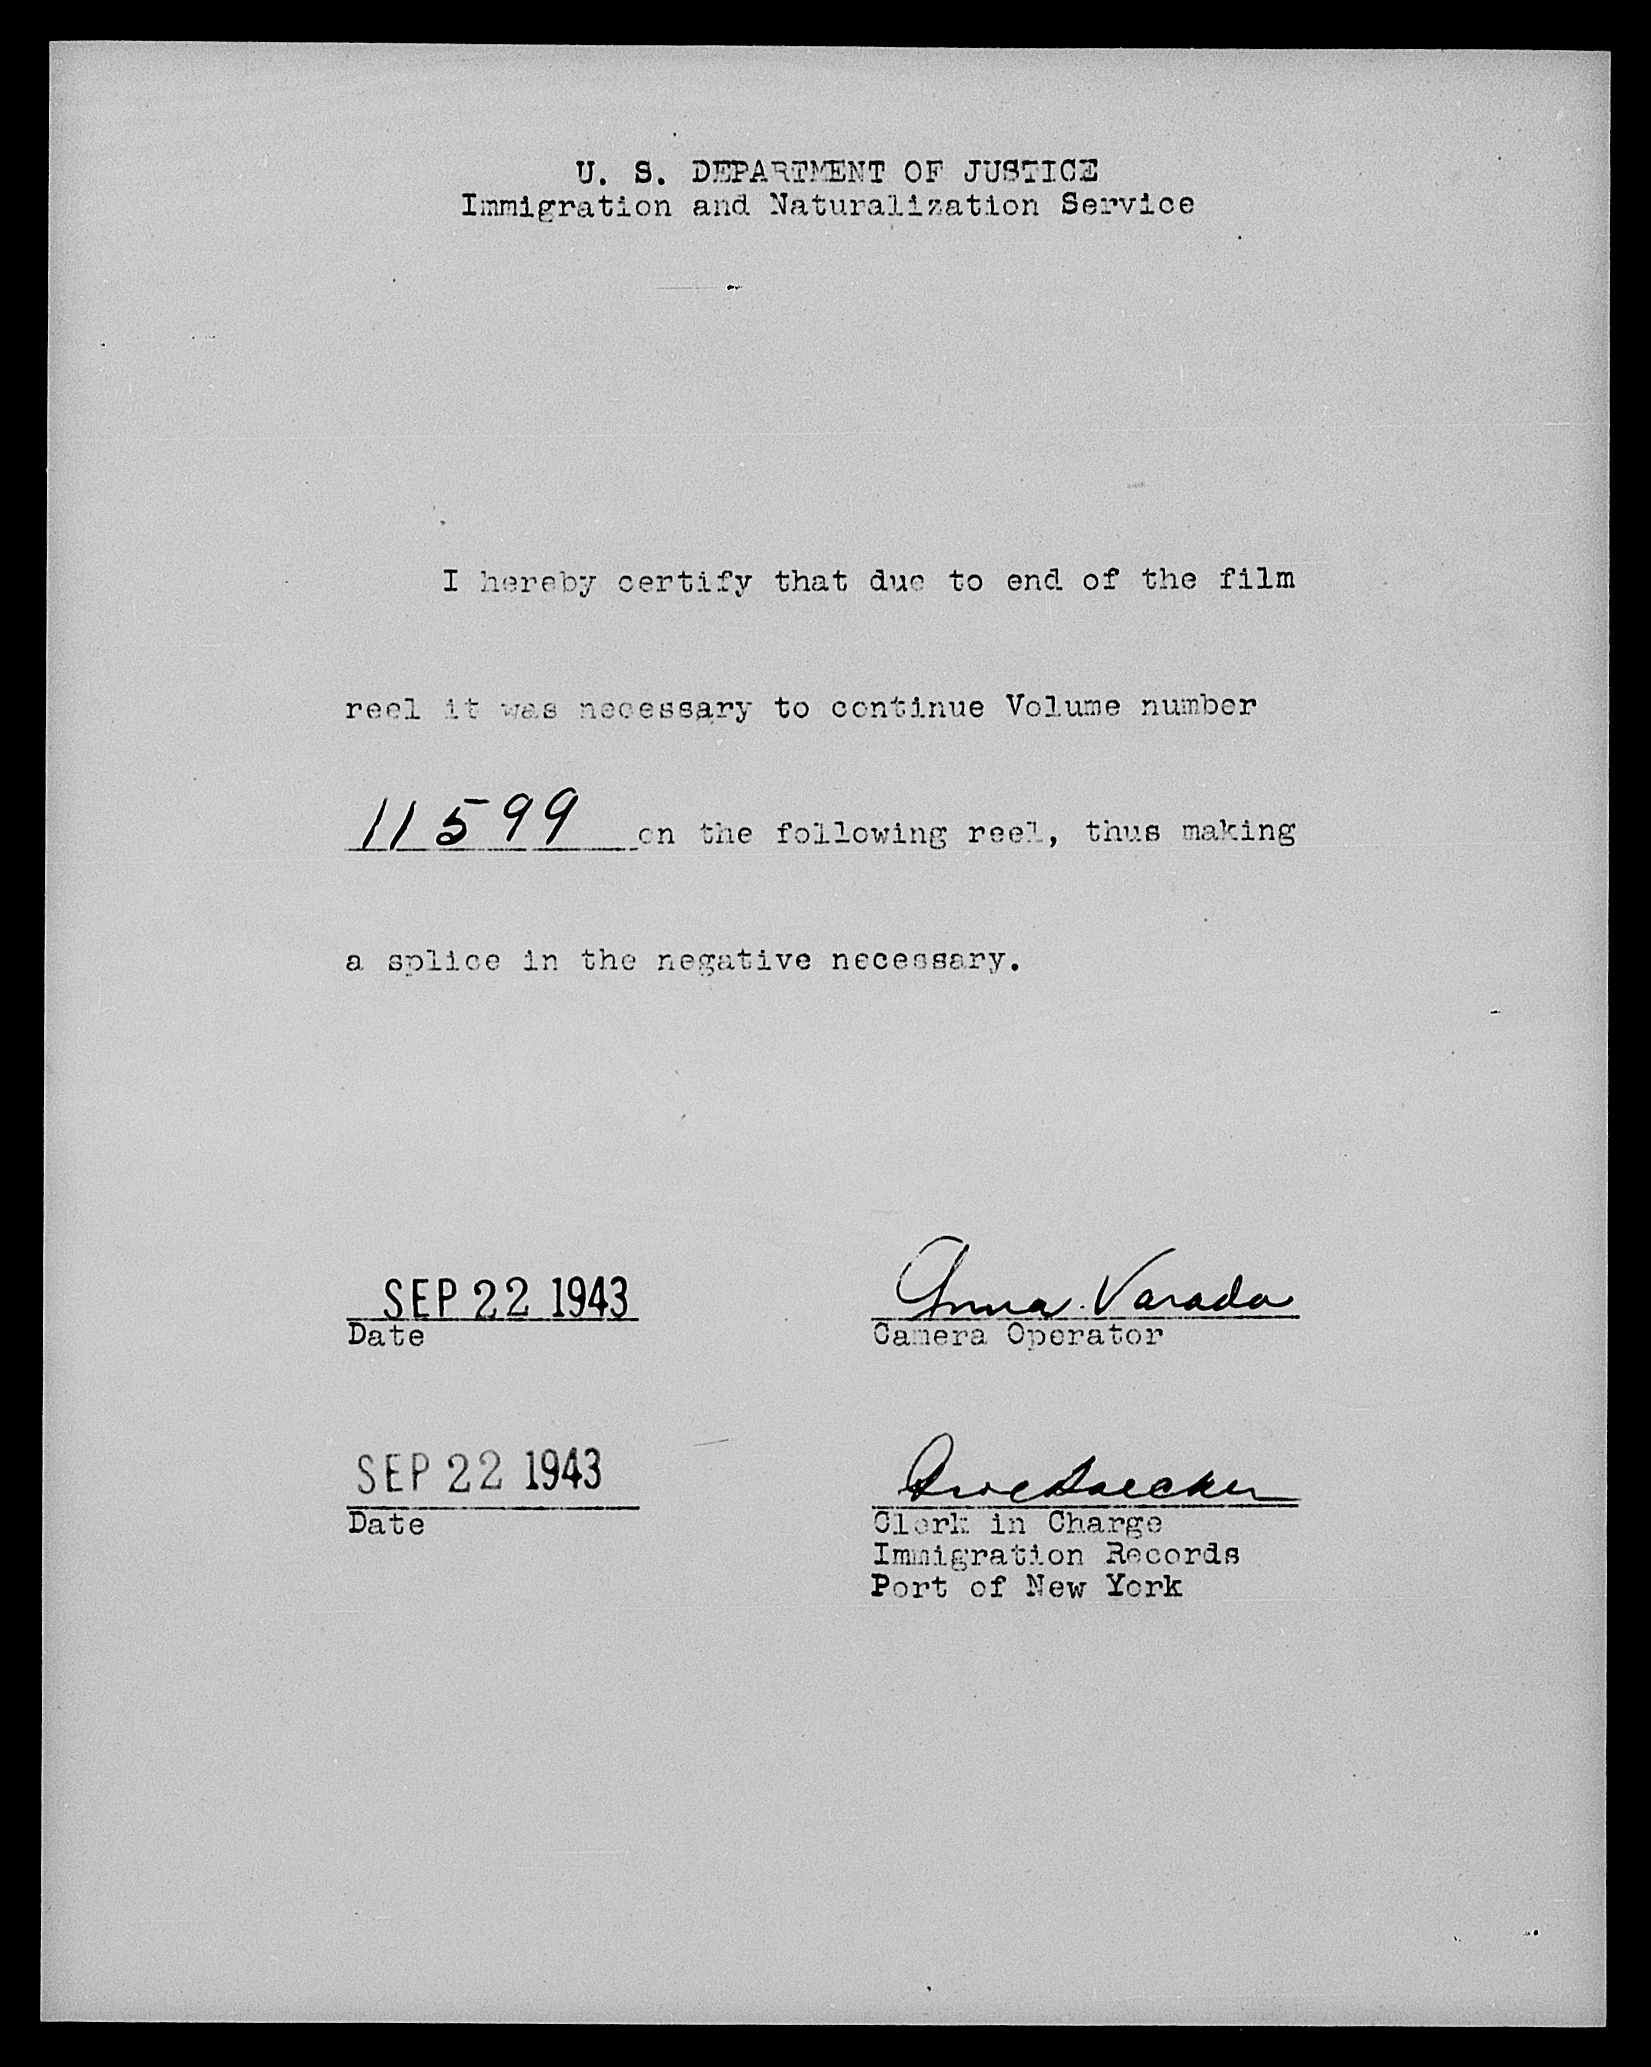 U. S. DEPARTMENT OF JUSTICE
Immigration and Naturalization Service
I hereby certify that due to end of the film
reel it was necessary to continue Volume number
11599 on the following reel, thus making
a splice in the negative necessary.
SEP 22 1943
Anna Varada
Date
Camera Operator
SEP 22 1943
Date
Clerk in Charge
Immigration Records
Port of New York